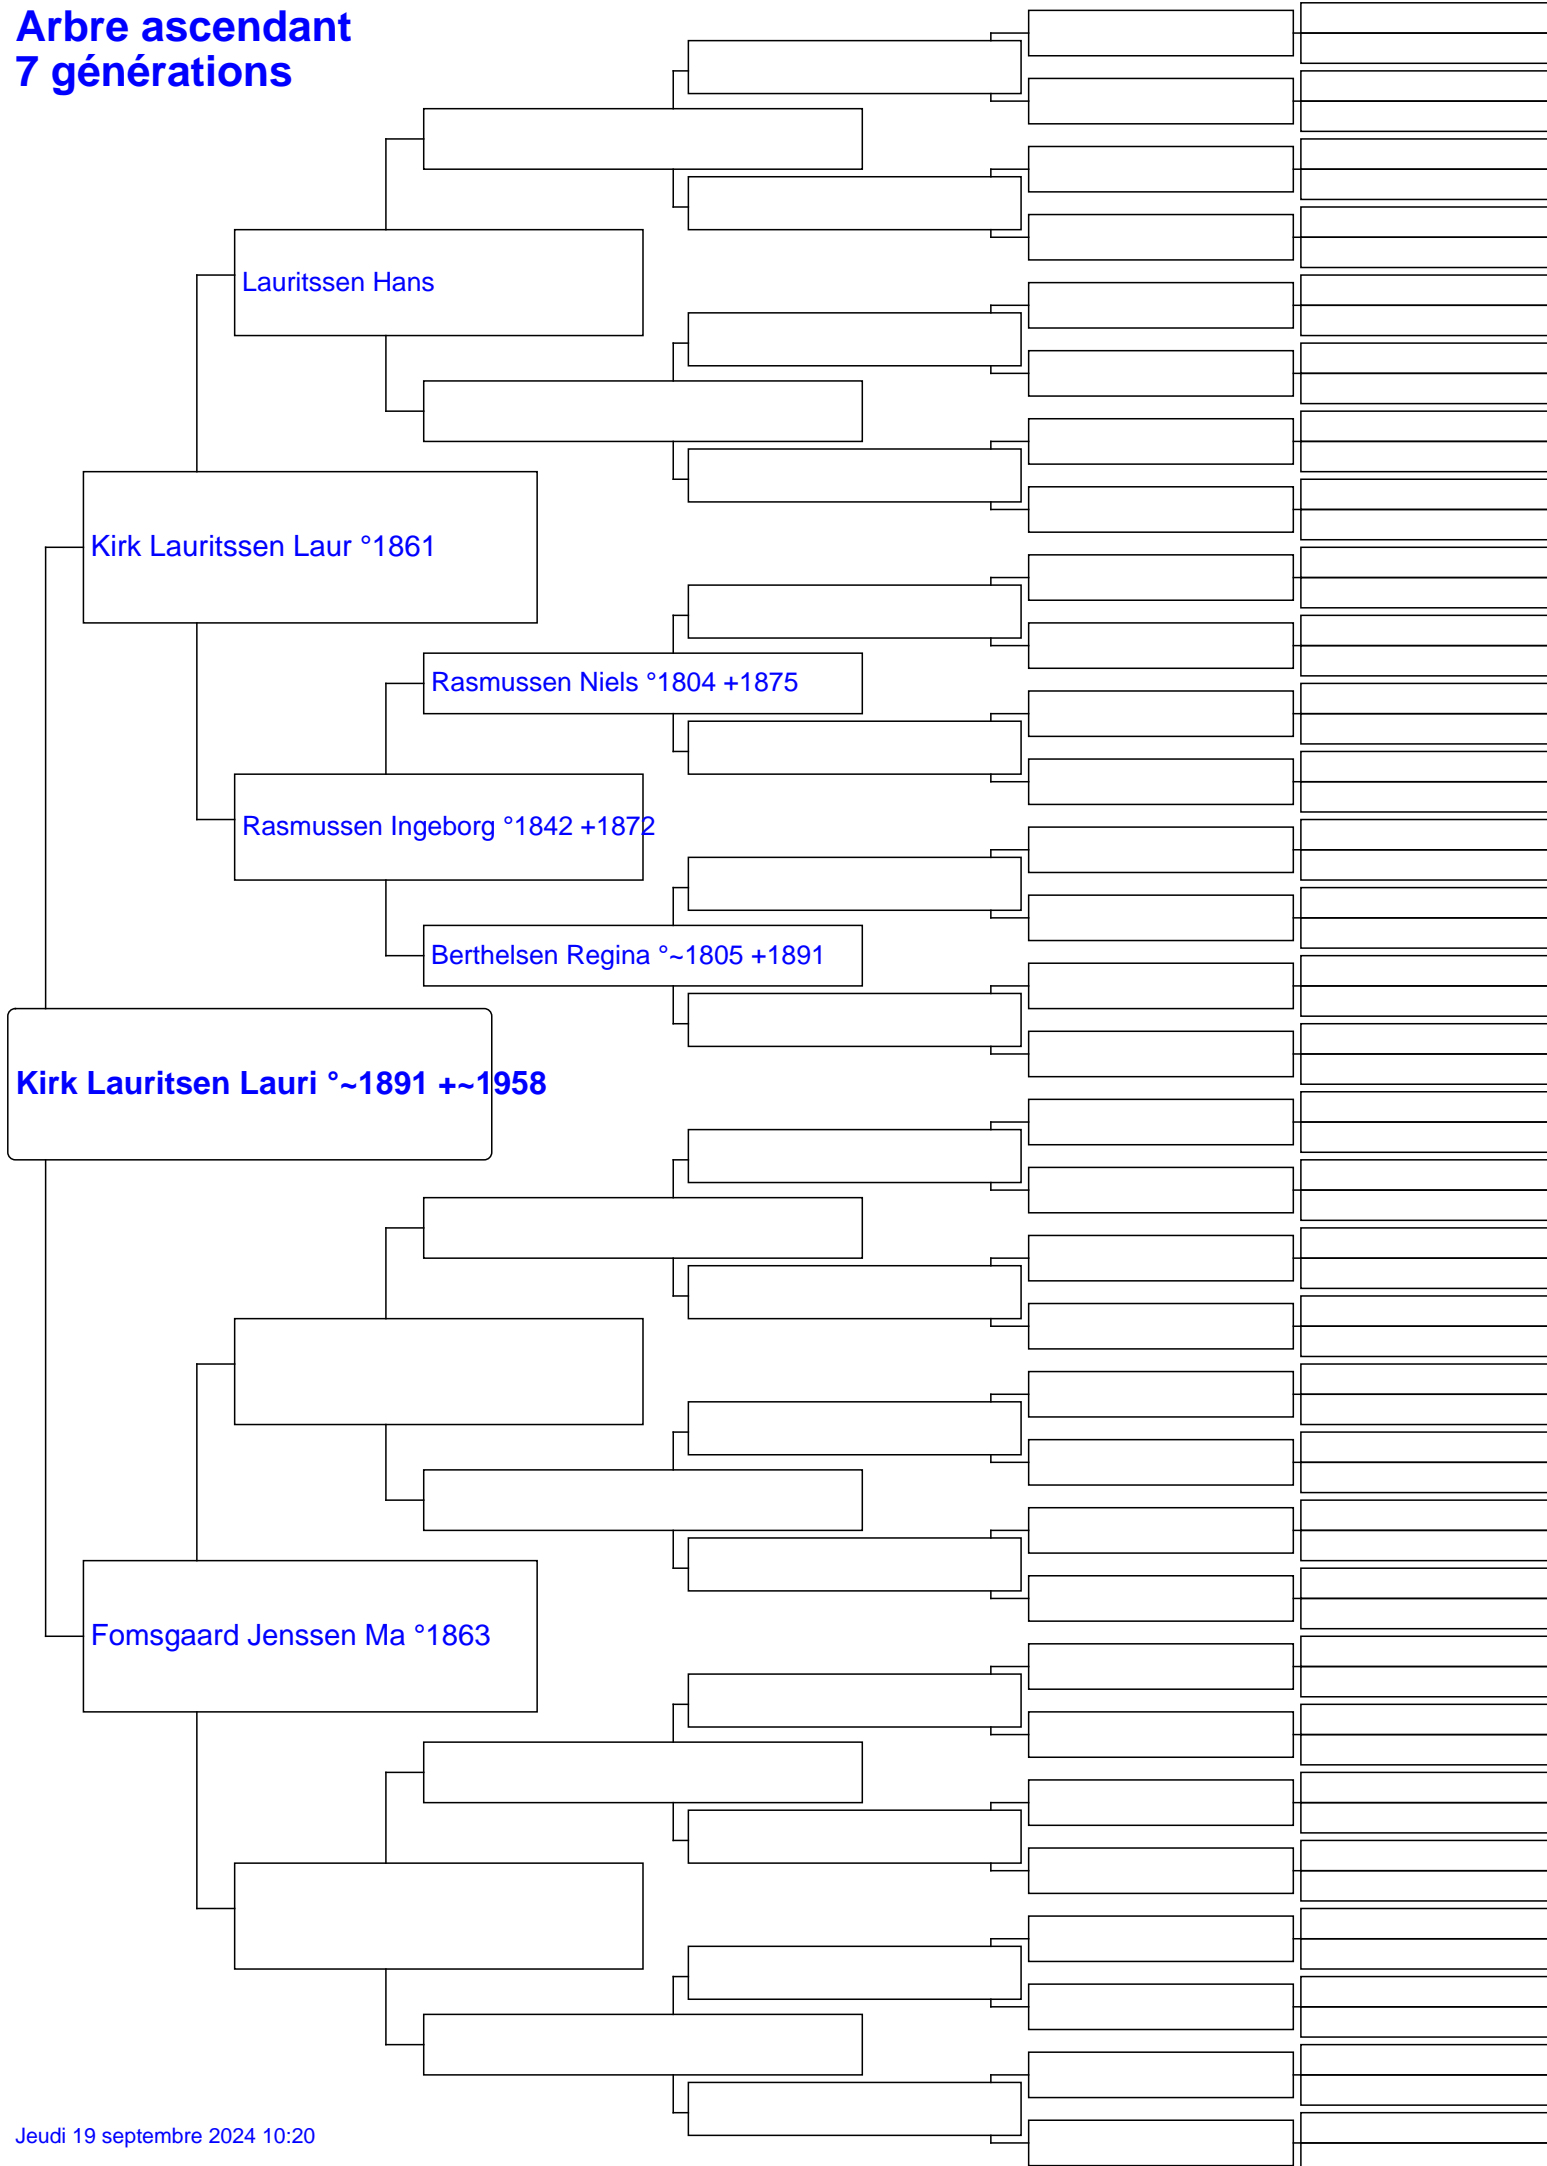 Arbre ascendant
7 générations
Lauritssen Hans
Kirk Lauritssen Laur °1861
Rasmussen Niels °1804 +1875
Rasmussen Ingeborg °1842 +1872
Berthelsen Regina °~1805 +1891
Kirk Lauritsen Lauri °~1891 +~1958
Fomsgaard Jenssen Ma °1863
Jeudi 19 septembre 2024 10:20